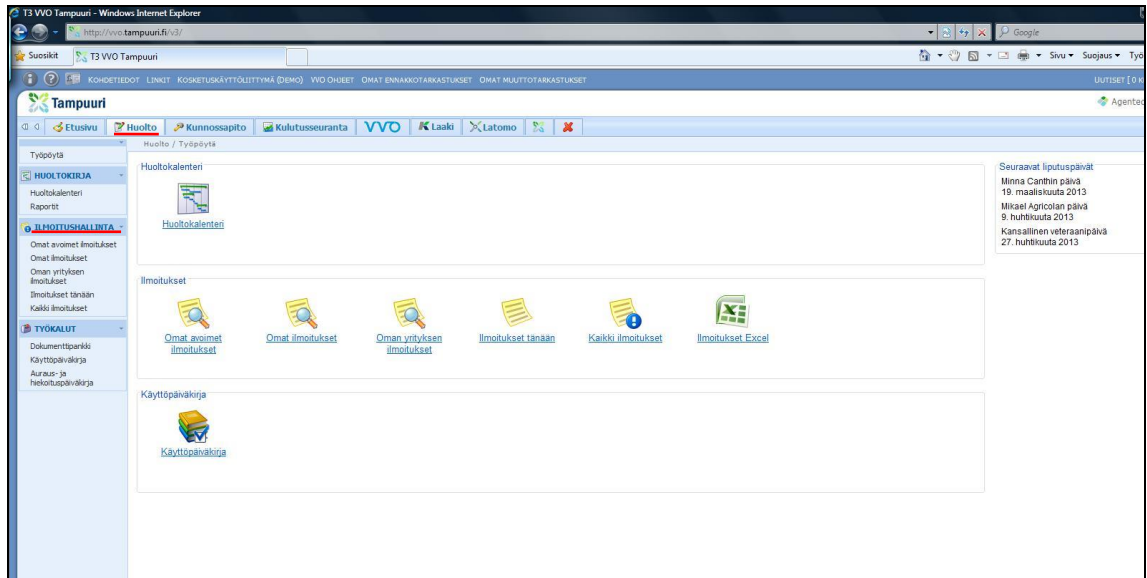 T3 VVO Tampuuri - Windows Internet Explorer
http://vvo.tampuuri.fi/v3/
Google
Suosikit T3 VVO Tampuuri
Sivu Suojaus Työ
KOHDETIEDOT LINKIT KOSKETUSKÄYTTÖLIITTYMÄ (DEMO) VVO OHJEET OMAT ENNAKKOTARKASTUKSET OMAT MUUTTOTARKASTUKSET
UUTISET [ 0 K
Tampuuri
Agenteq
Etusivu Huolto Kunnossapito Kulutusseuranta VVO Laaki Latomo
Huolto / Työpöytä
Työpöytä
HUOLTOKIRJA
Huoltokalenteri
Raportit
ILMOITUSHALLINTA
Omat avoimet ilmoitukset
Omat ilmoitukset
Oman yrityksen
ilmoitukset
Ilmoitukset tänään
Kaikki ilmoitukset
TYÖKALUT
Dokumenttipankki
Käyttöpäiväkirja
Auraus- ja
hiekoituspäiväkirja
Huoltokalenteri
Huoltokalenteri
Ilmoitukset
Omat avoimet
ilmoitukset
Omat ilmoitukset
Oman yrityksen
ilmoitukset
Ilmoitukset tänään
Kaikki ilmoitukset
Ilmoitukset Excel
Käyttöpäiväkirja
Käyttöpäiväkirja
Seuraavat liputuspäivät
Minna Canthin päivä
19. maaliskuuta 2013
Mikael Agricolan päivä
9. huhtikuuta 2013
Kansallinen veteraanipäivä
27. huhtikuuta 2013